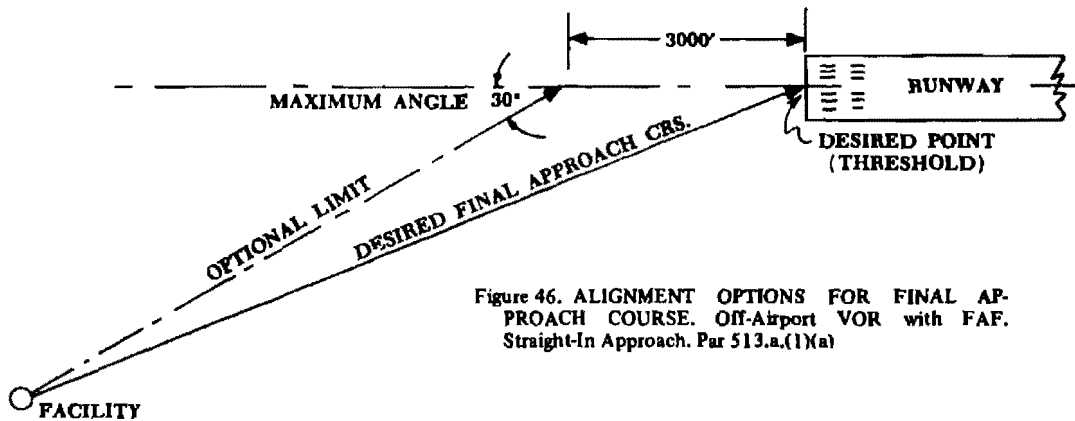 3000'
RUNWAY
MAXIMUM ANGLE 30°
DESIRED POINT
(THRESHOLD)
OPTIONAL LIMIT
DESIRED FINAL APPROACH CRS.
Figure 46. ALIGNMENT OPTIONS FOR FINAL AP-
PROACH COURSE. Off-Airport VOR with FAF.
Straight-In Approach. Par 513.a.(1)(a)
FACILITY